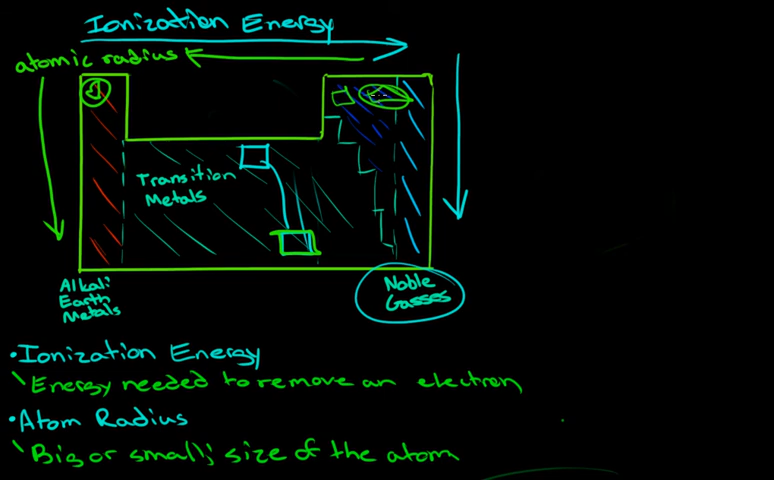 Ionization Energy
atomic radius
Transition
Metals
Alkali
Earth
Metals
Noble
Gasses
• Ionization Energy
\ Energy needed to remove an electron
• Atom Radius
\ Big or small; size of the atom